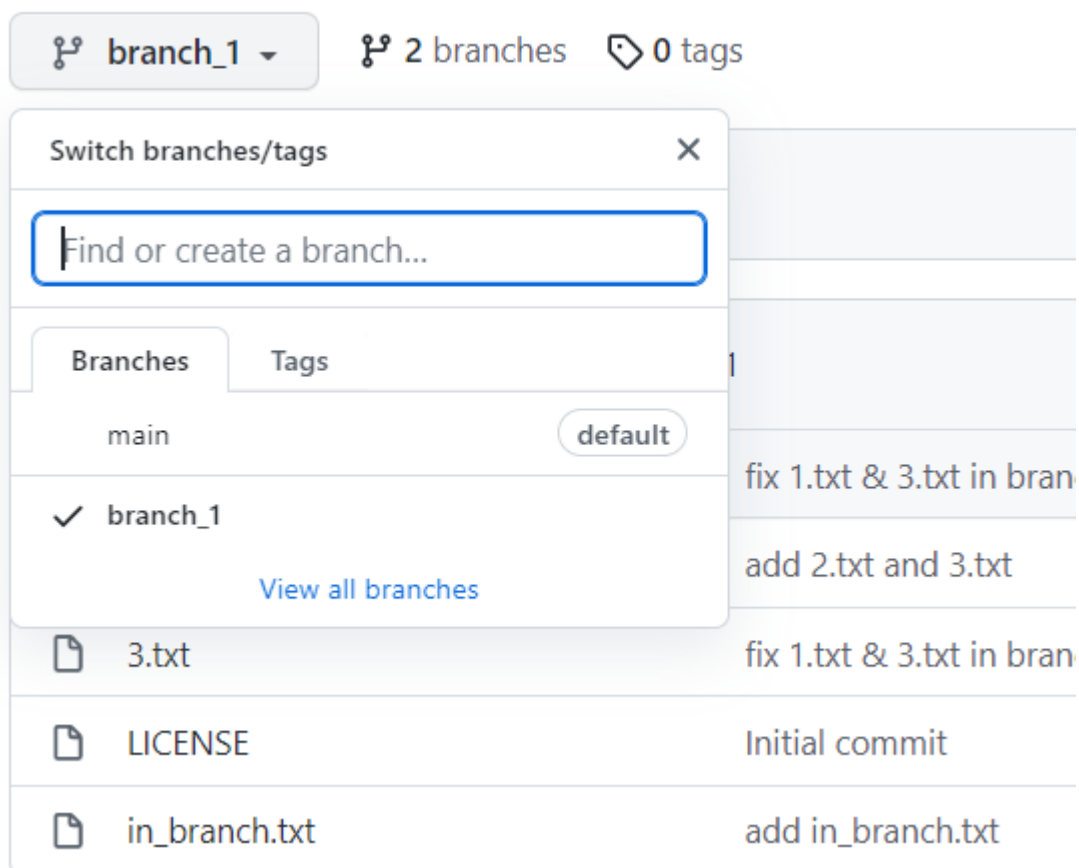 branch_1 2 branches 0 tags
Switch branches/tags
Find or create a branch...
Branches Tags
main default
fix 1.txt & 3.txt in
branch_1
add 2.txt and 3.txt
View all branches
3.txt fix 1.txt & 3.txt in
LICENSE Initial commit
in_branch.txt add in_branch.txt